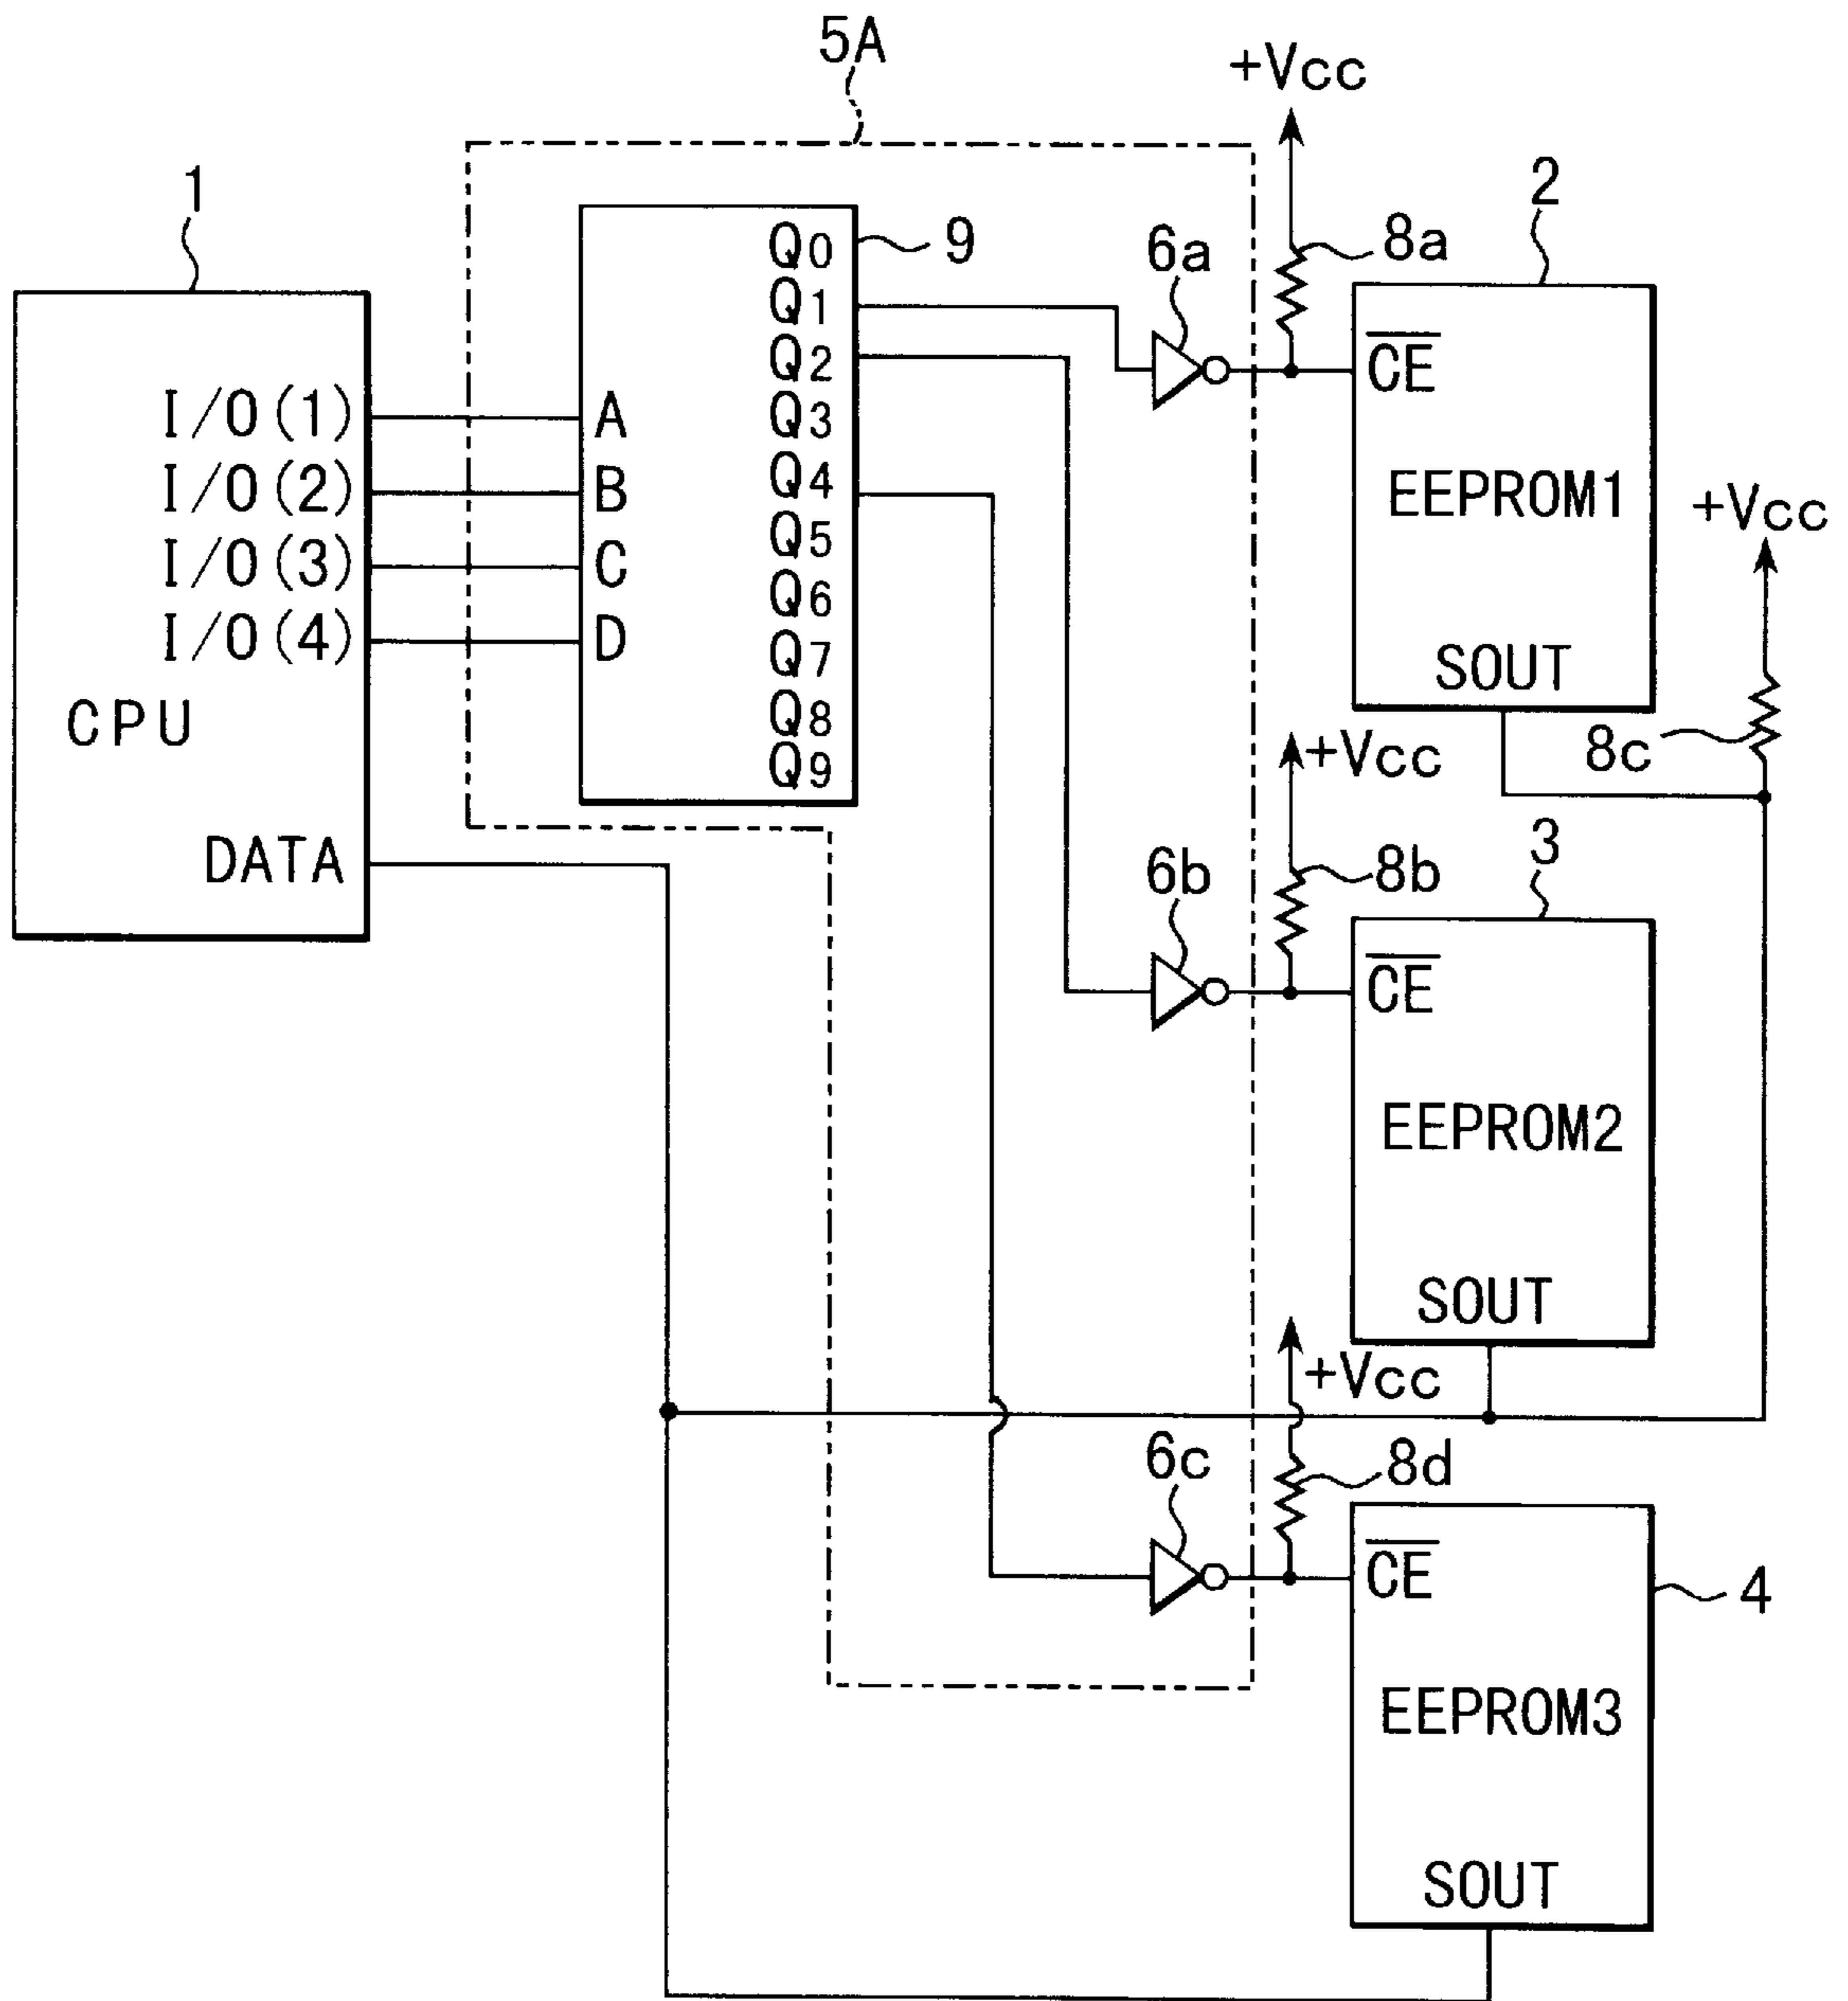 5A
+Vcc
1
2
Q0
9
8a
6a
Q1
Q2
CE
I/O(1)
A
Q3
I/O(2)
B
Q4
EEPROM1
+Vcc
I/O(3)
C
Q5
Q6
I/O(4)
D
Q7
SOUT
CPU
Q8
+Vcc
8c
Q9
DATA
3
6b
8b
CE
EEPROM2
SOUT
+Vcc
6c
8d
CE
4
EEPROM3
SOUT